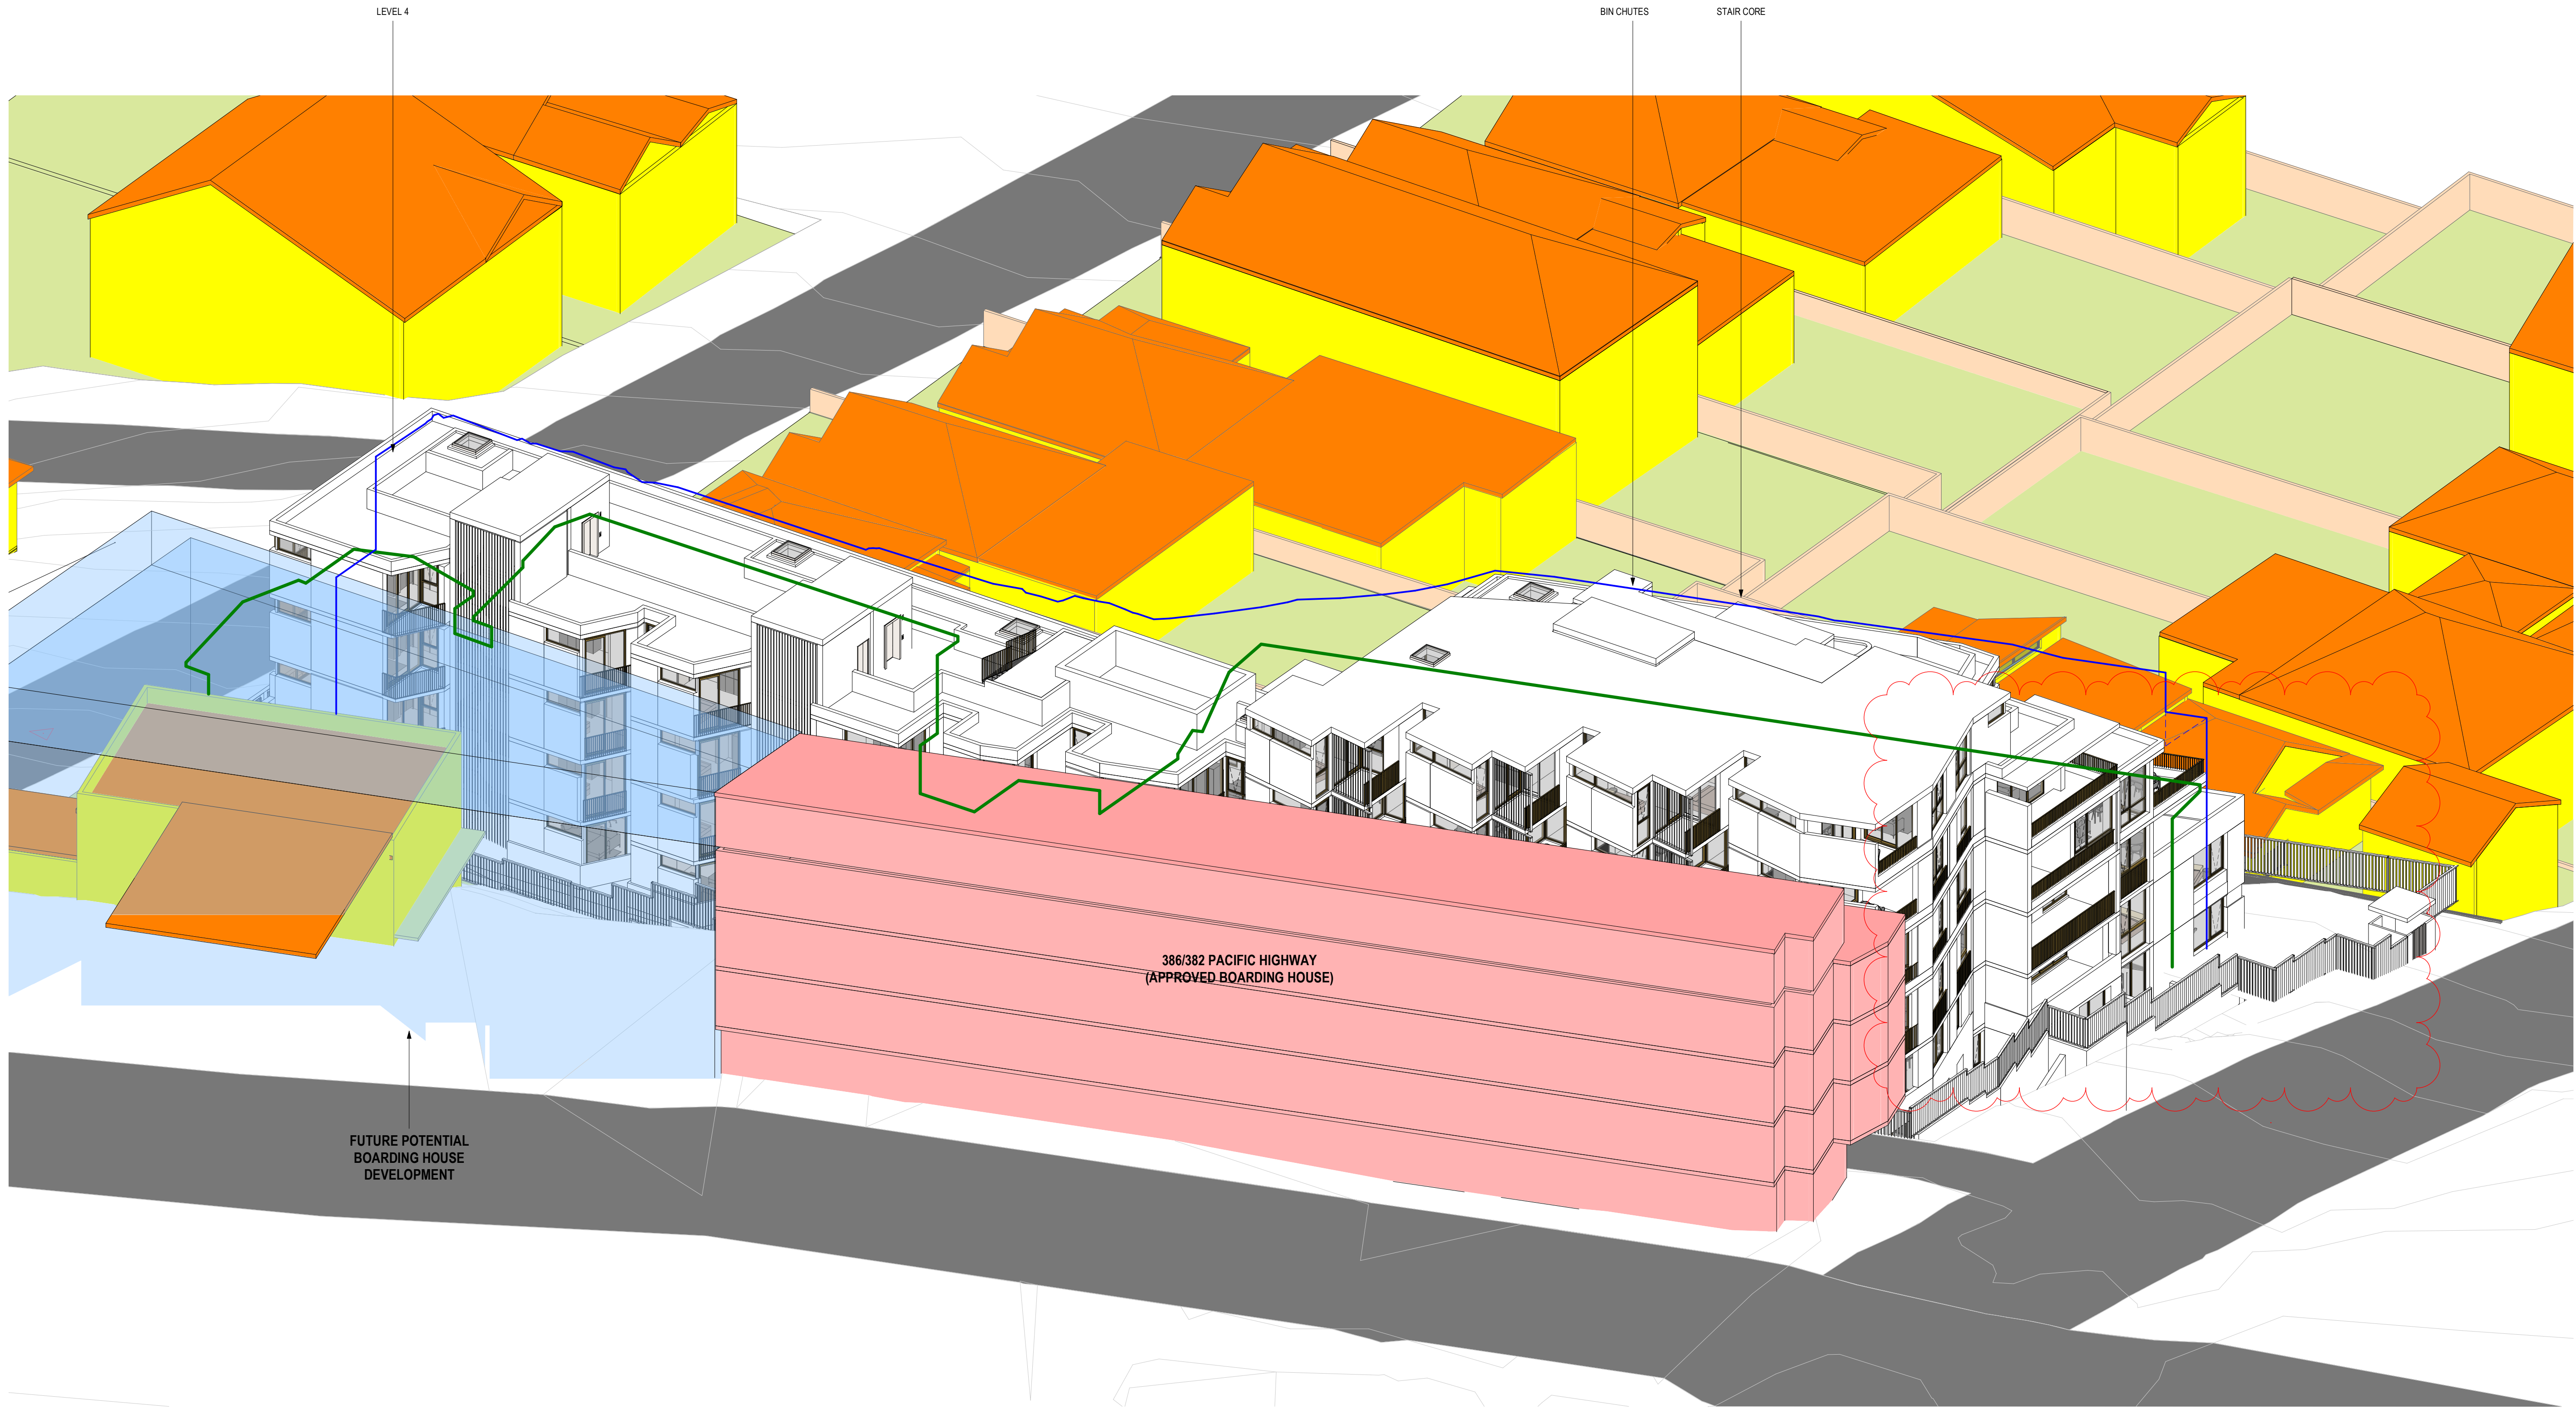 LEVEL 4
BIN CHUTES
STAIR CORE
386/382 PACIFIC HIGHWAY
(APPROVED BOARDING HOUSE)
FUTURE POTENTIAL
BOARDING HOUSE
DEVELOPMENT